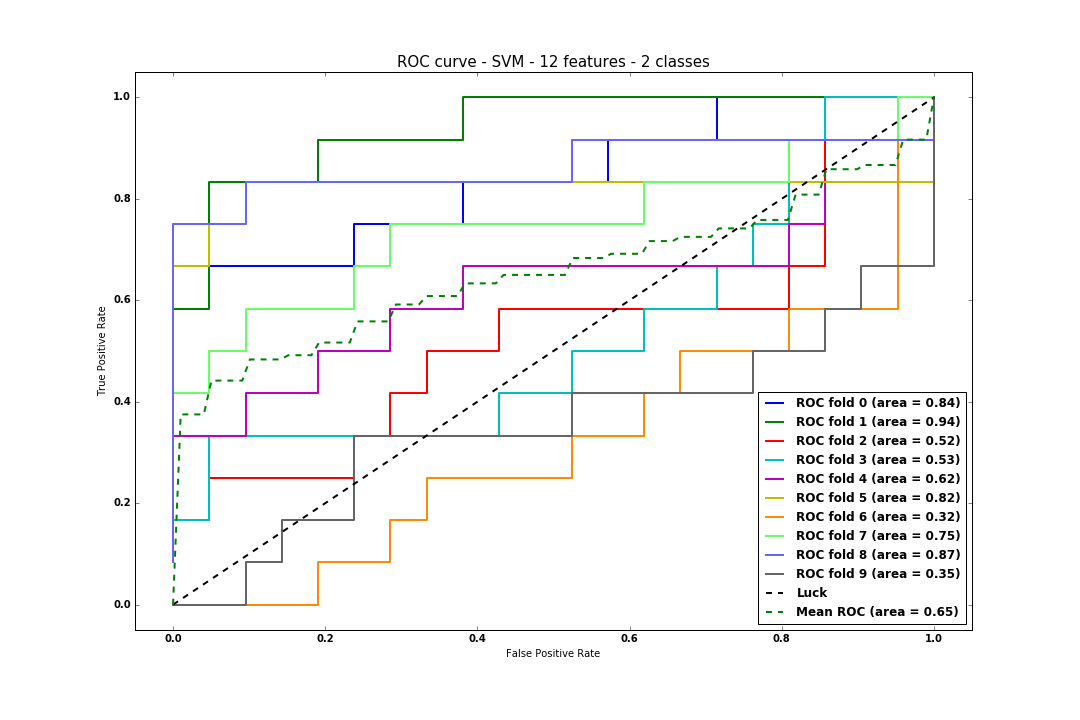 ROC curve - SVM - 12 features - 2 classes
1.0
0.8
0.6
0.4
0.2
0.0
True Positive Rate
0.0 0.2 0.4 0.6 0.8 1.0
False Positive Rate
ROC fold 0 (area = 0.84)
ROC fold 1 (area = 0.94)
ROC fold 2 (area = 0.52)
ROC fold 3 (area = 0.53)
ROC fold 4 (area = 0.62)
ROC fold 5 (area = 0.82)
ROC fold 6 (area = 0.32)
ROC fold 7 (area = 0.75)
ROC fold 8 (area = 0.87)
ROC fold 9 (area = 0.35)
Luck
Mean ROC (area = 0.65)